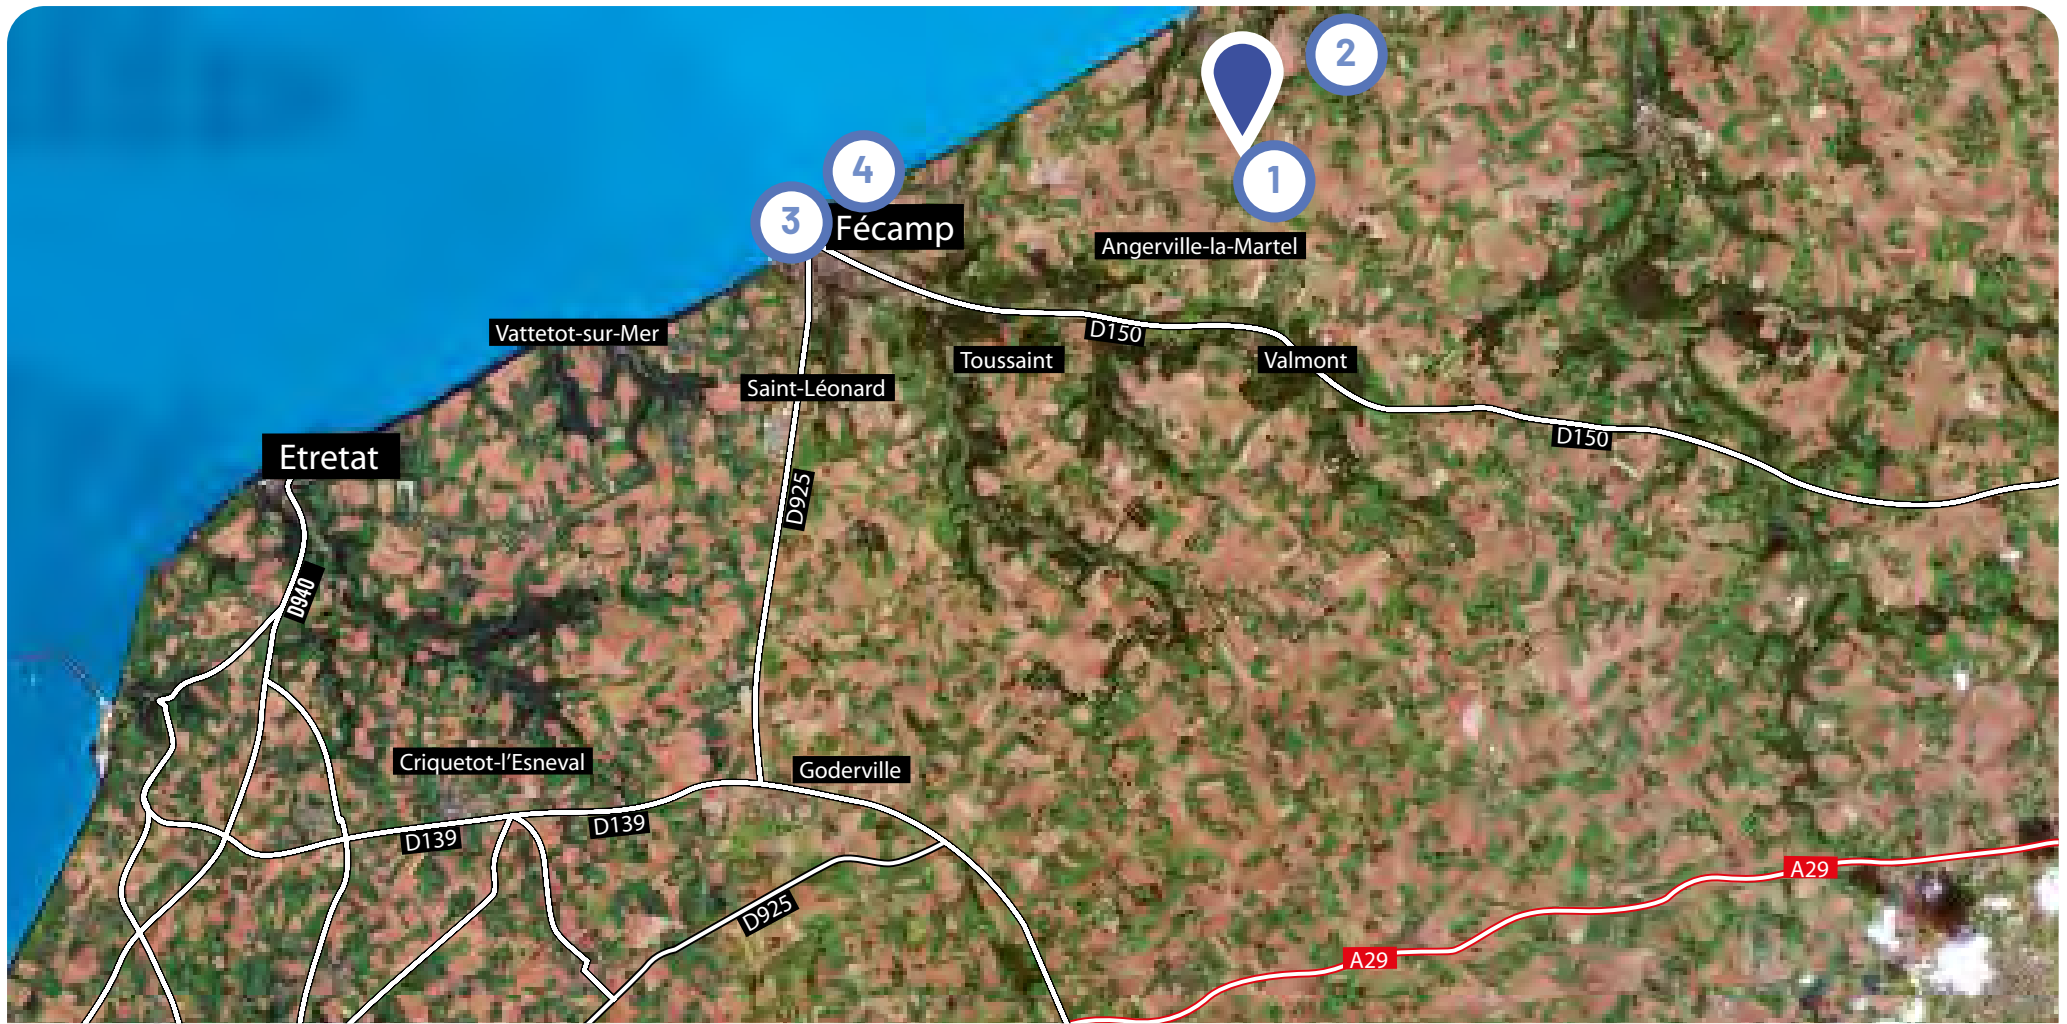 2
4
1
3
Fécamp
Angerville-la-Martel
Vattetot-sur-Mer
D150
Toussaint
Valmont
Saint-Léonard
D150
Etretat
D925
D940
Criquetot-l'Esneval
Goderville
D139
D139
A29
D925
A29